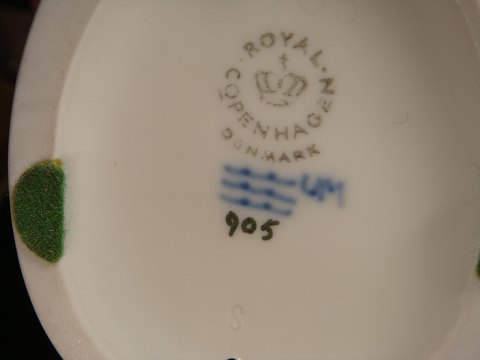 ROYAL
COPENHAGEN
DENMARK
905